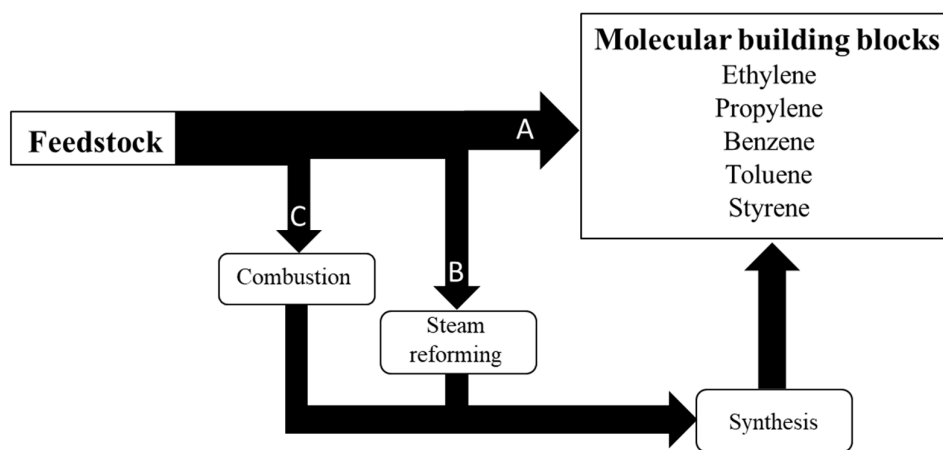 Molecular building blocks
Ethylene
Propylene
Benzene
Toluene
Styrene
Feedstock
A
C
B
Combustion
Steam
reforming
Synthesis